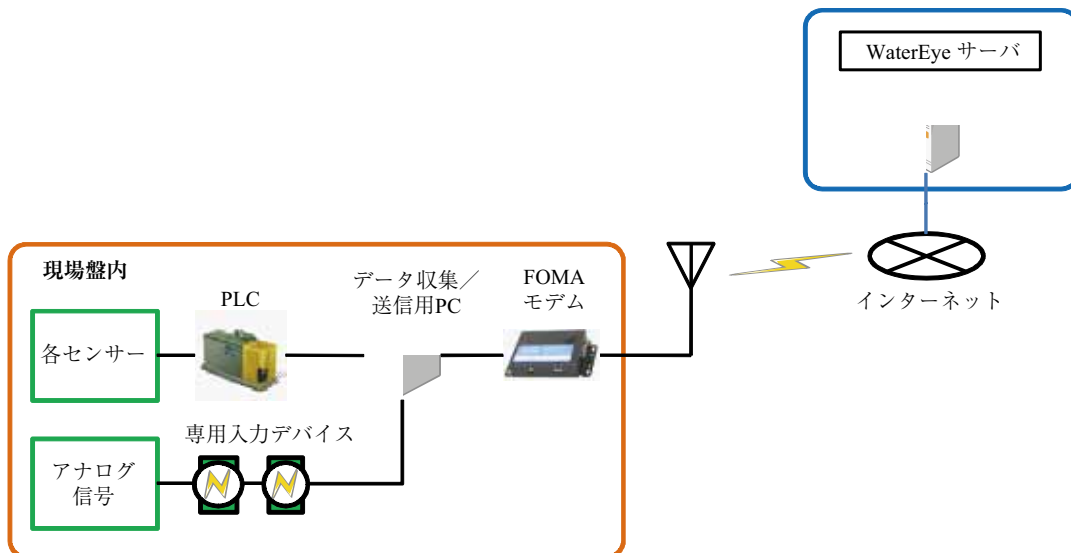 WaterEye サーバ
現場盤内
データ収集／
送信用PC
FOMA
モデム
PLC
インターネット
各センサー
専用入力デバイス
アナログ
信号